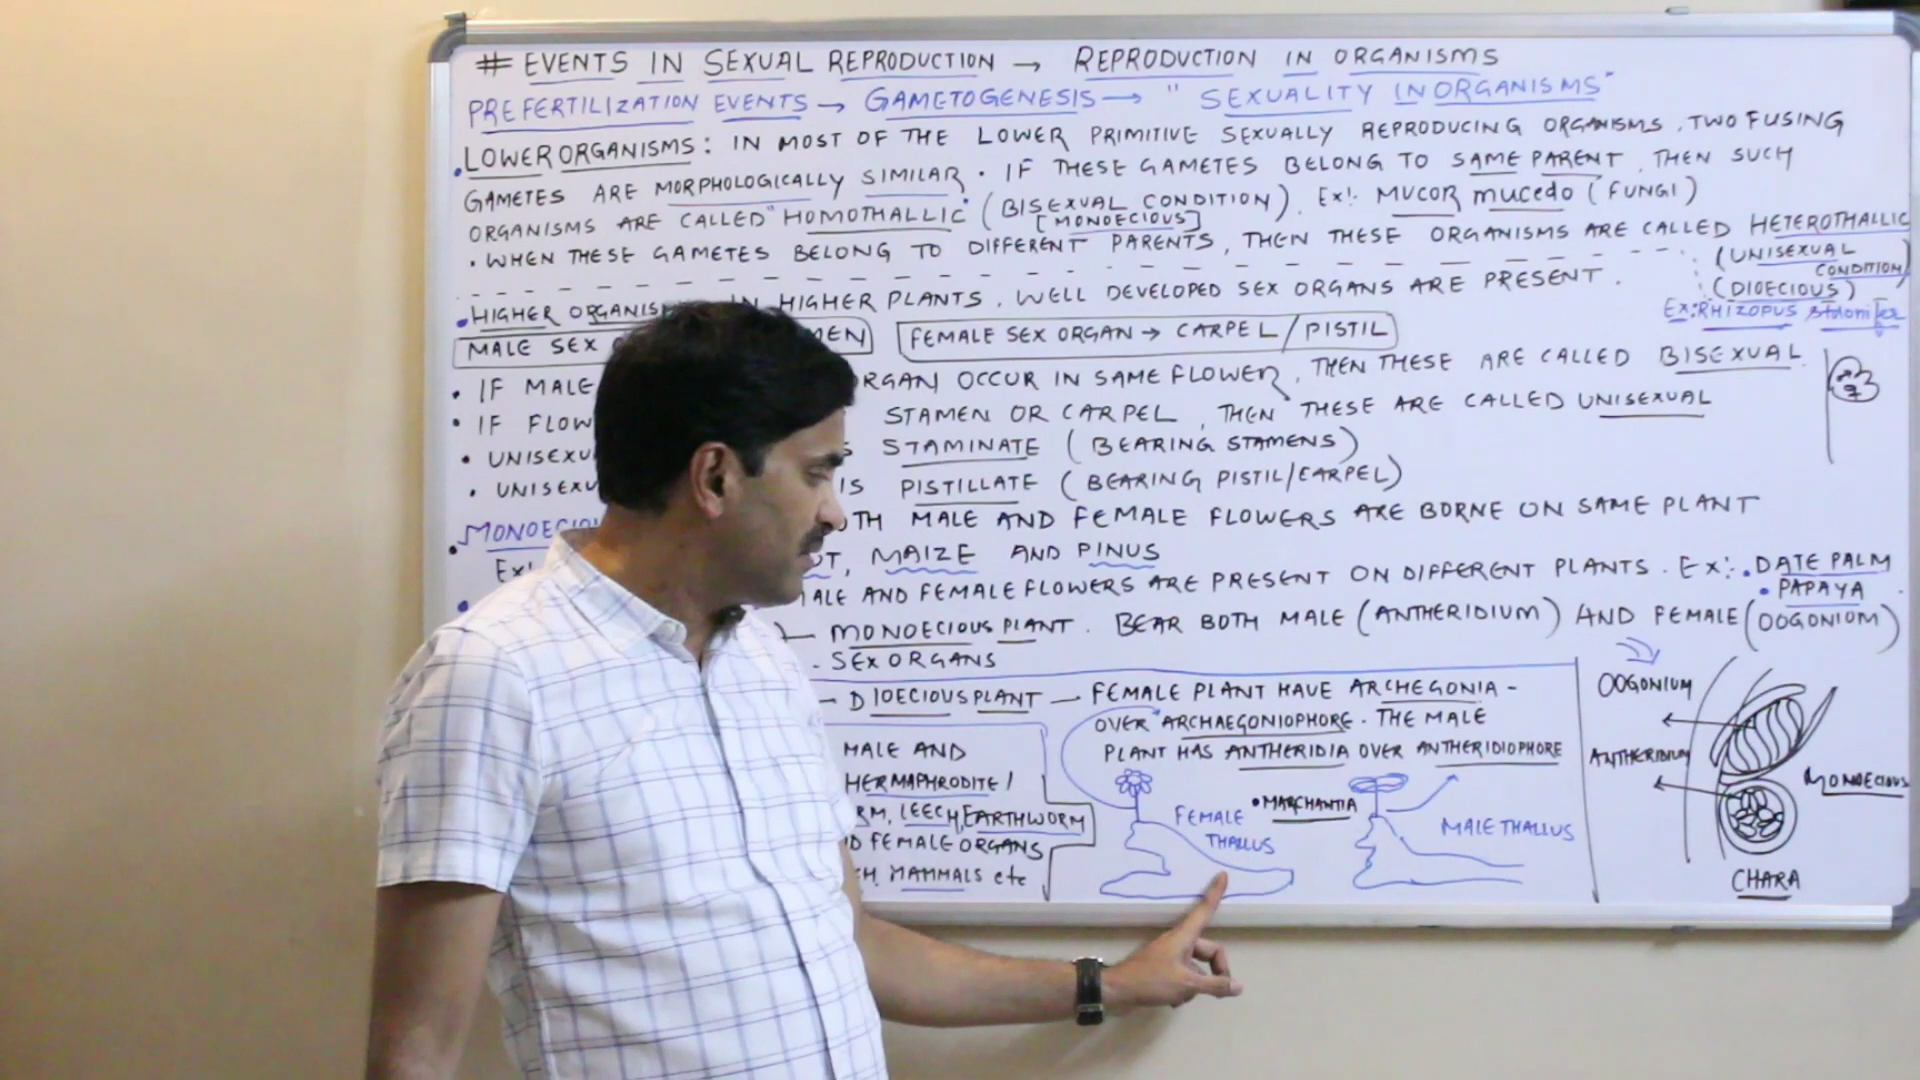 # EVENTS IN SEXUAL REPRODUCTION → REPRODUCTION IN ORGANISMS
PREFERTILIZATION EVENTS → GAMETOGENESIS → " SEXUALITY IN ORGANISMS"
• LOWER ORGANISMS : IN MOST OF THE LOWER PRIMITIVE SEXUALLY REPRODUCING ORGANISMS, TWO FUSING
GAMETES ARE MORPHOLOGICALLY SIMILAR . IF THESE GAMETES BELONG TO SAME PARENT, THEN SUCH
ORGANISMS ARE CALLED "HOMOTHALLIC" (BISEXUAL CONDITION). EX:- MUCOR mucedo (FUNGI)
[MONOECIOUS]
• WHEN THESE GAMETES BELONG TO DIFFERENT PARENTS, THEN THESE ORGANISMS ARE CALLED HETEROTHALLIC
(UNISEXUAL CONDITION)
(DIOECIOUS)
EX:RHIZOPUS
• HIGHER ORGANIS IN HIGHER PLANTS, WELL DEVELOPED SEX ORGANS ARE PRESENT.
MALE SEX O MEN FEMALE SEX ORGAN → CARPEL / PISTIL
• IF MALE ORGAN OCCUR IN SAME FLOWER, THEN THESE ARE CALLED BISEXUAL.
• IF FLOW STAMEN OR CARPEL, THEN THESE ARE CALLED UNISEXUAL
• UNISEXU S STAMINATE (BEARING STAMENS)
• UNISEXU IS PISTILLATE (BEARING PISTIL/CARPEL)
• MONOECIOU OTH MALE AND FEMALE FLOWERS ARE BORNE ON SAME PLANT
EX! UT, MAIZE AND PINUS
ALE AND FEMALE FLOWERS ARE PRESENT ON DIFFERENT PLANTS. EX:. DATE PALM
• PAPAYA
MONOECIOUS PLANT. BEAR BOTH MALE (ANTHERIDIUM) AND FEMALE (OOGONIUM)
SEX ORGANS
– DIOECIOUS PLANT – FEMALE PLANT HAVE ARCHEGONIA –
OVER ARCHAEGONIOPHORE. THE MALE
PLANT HAS ANTHERIDIA OVER ANTHERIDIOPHORE
MALE AND
HERMAPHRODITE /
RM, LEECH, EARTHWORM
D FEMALE ORGANS
H, MAMMALS etc
FEMALE THALLUS
• MARCHANTIA
MALE THALLUS
OOGONIUM
ANTHERIDIUM
MONOECIOUS
CHARA